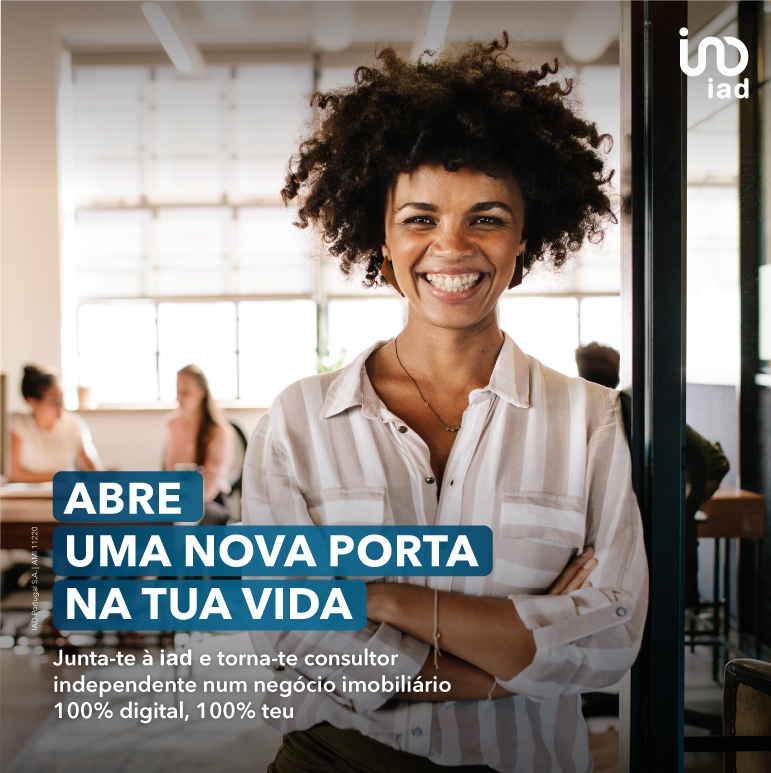 iad
ABRE
UMA NOVA PORTA
NA TUA VIDA
IAD Portugal S.A. | AMI 11220
Junta-te à iad e torna-te consultor
independente num negócio imobiliário
100% digital, 100% teu